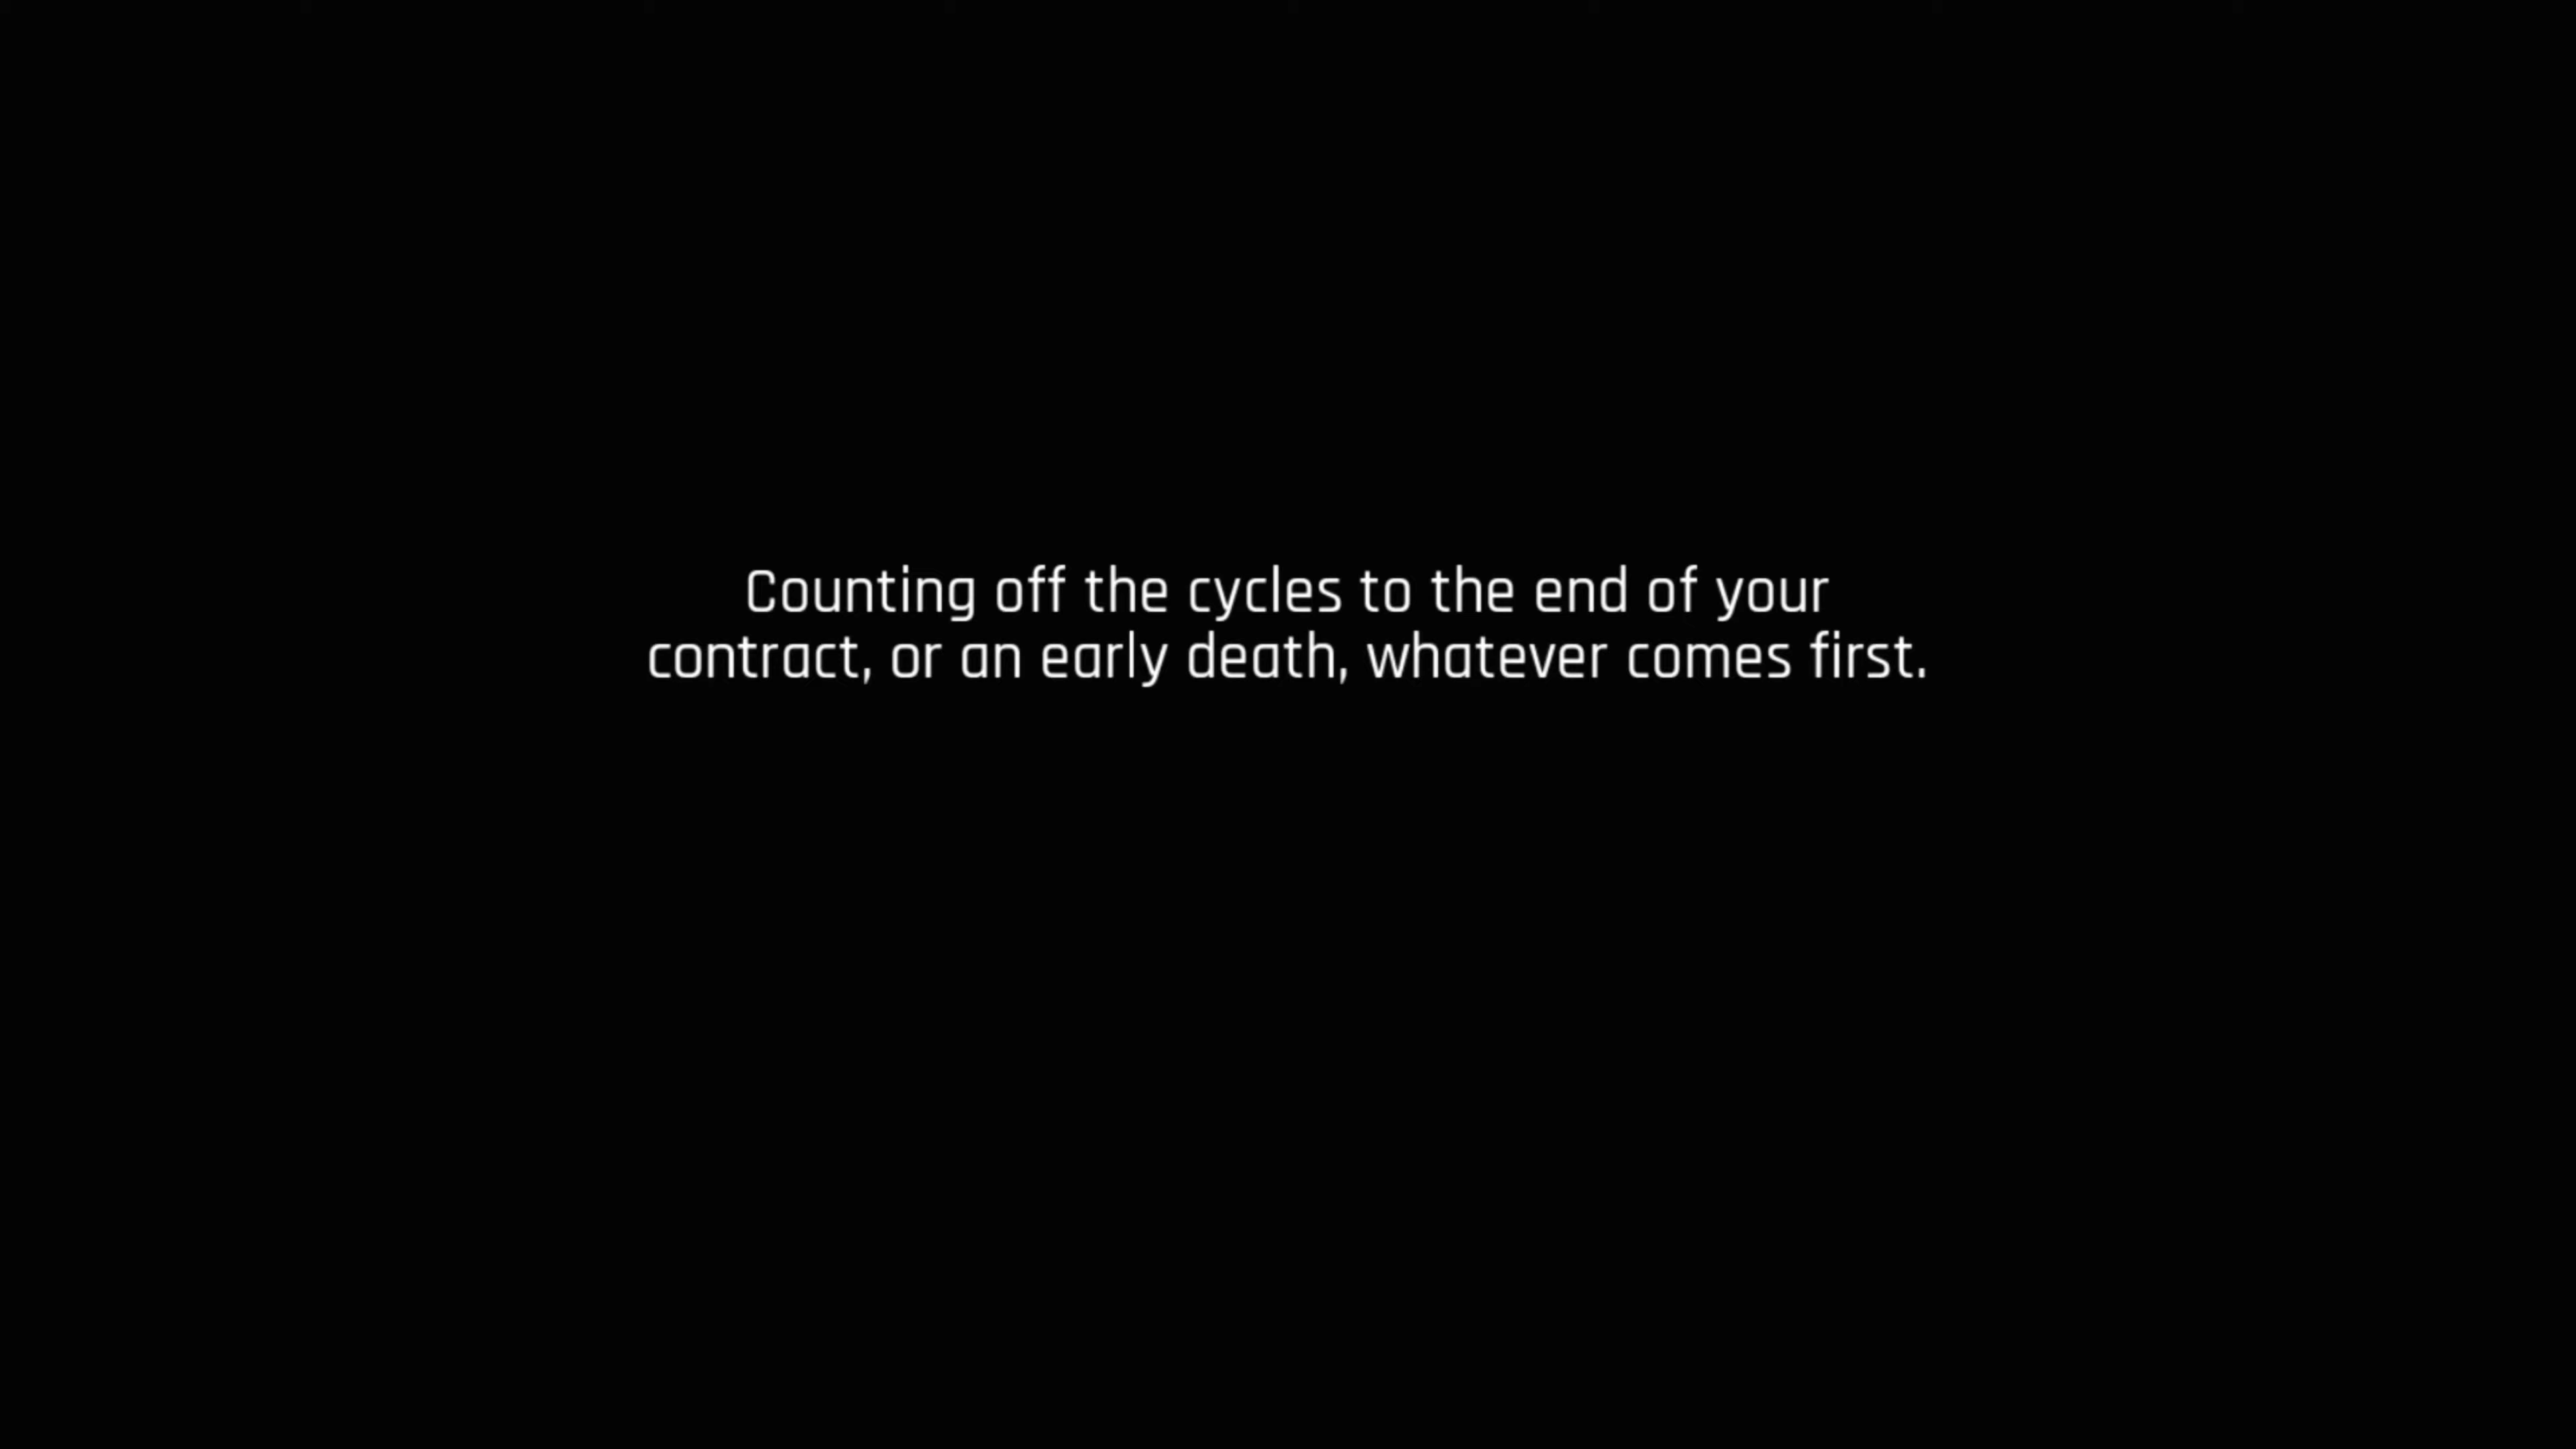 Counting off the cycles to the end of your
contract, or an early death, whatever comes first.